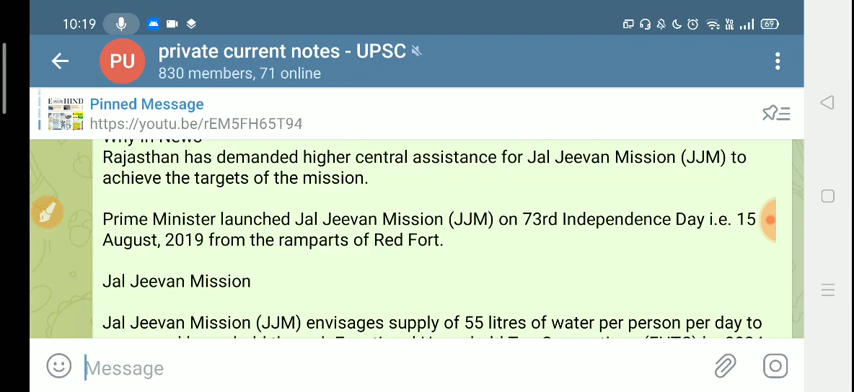 10:19
69
PU
private current notes - UPSC
830 members, 71 online
Pinned Message
https://youtu.be/rEM5FH65T94
Why in News
Rajasthan has demanded higher central assistance for Jal Jeevan Mission (JJM) to
achieve the targets of the mission.
Prime Minister launched Jal Jeevan Mission (JJM) on 73rd Independence Day i.e. 15
August, 2019 from the ramparts of Red Fort.
Jal Jeevan Mission
Jal Jeevan Mission (JJM) envisages supply of 55 litres of water per person per day to
Message